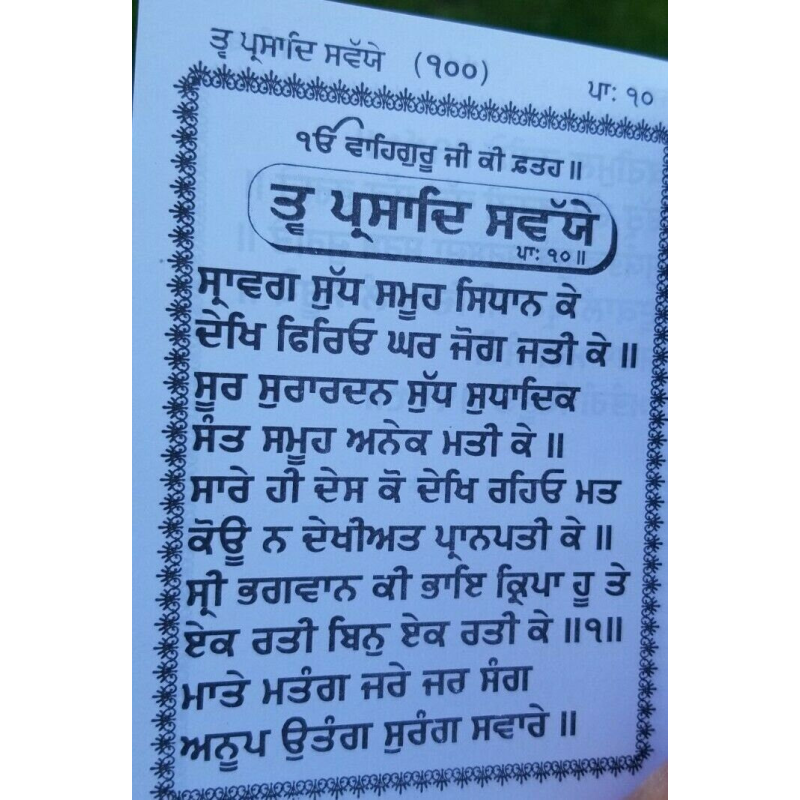 ਤ੍ਵ ਪ੍ਰਸਾਦਿ ਸਵੱਯੇ (੧੦੦) ਪਾ: ੧੦
ੴ ਵਾਹਿਗੁਰੂ ਜੀ ਕੀ ਫ਼ਤਹ॥
ਤ੍ਵ ਪ੍ਰਸਾਦਿ ਸਵੱਯੇ
ਪਾ: ੧੦॥
ਸ੍ਰਾਵਗ ਸੁੱਧ ਸਮੂਹ ਸਿਧਾਨ ਕੇ
ਦੇਖਿ ਫਿਰਿਓ ਘਰ ਜੋਗ ਜਤੀ ਕੇ ॥
ਸੂਰ ਸੁਰਾਰਦਨ ਸੁੱਧ ਸੁਧਾਦਿਕ
ਸੰਤ ਸਮੂਹ ਅਨੇਕ ਮਤੀ ਕੇ ॥
ਸਾਰੇ ਹੀ ਦੇਸ ਕੋ ਦੇਖਿ ਰਹਿਓ ਮਤ
ਕੋਊ ਨ ਦੇਖੀਅਤ ਪ੍ਰਾਨਪਤੀ ਕੇ ॥
ਸ੍ਰੀ ਭਗਵਾਨ ਕੀ ਭਾਇ ਕ੍ਰਿਪਾ ਹੂ ਤੇ
ਏਕ ਰਤੀ ਬਿਨੁ ਏਕ ਰਤੀ ਕੇ ॥੧॥
ਮਾਤੇ ਮਤੰਗ ਜਰੇ ਜਰ ਸੰਗ
ਅਨੂਪ ਉਤੰਗ ਸੁਰੰਗ ਸਵਾਰੇ ॥